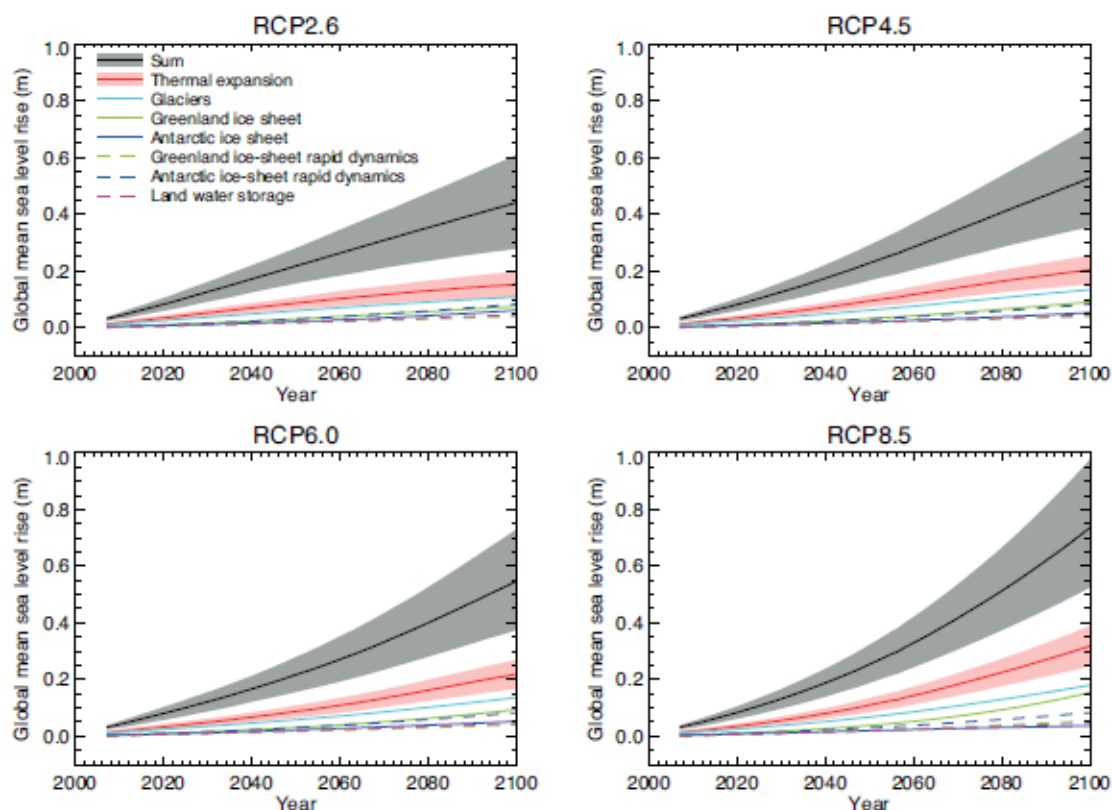 RCP2.6
RCP4.5
Global mean sea level rise (m)
1.0
0.8
0.6
0.4
0.2
0.0
Sum
Thermal expansion
Glaciers
Greenland ice sheet
Antarctic ice sheet
Greenland ice-sheet rapid dynamics
Antarctic ice-sheet rapid dynamics
Land water storage
2000 2020 2040 2060 2080 2100
Year
Global mean sea level rise (m)
1.0
0.8
0.6
0.4
0.2
0.0
2000 2020 2040 2060 2080 2100
Year
RCP6.0
RCP8.5
Global mean sea level rise (m)
1.0
0.8
0.6
0.4
0.2
0.0
2000 2020 2040 2060 2080 2100
Year
Global mean sea level rise (m)
1.0
0.8
0.6
0.4
0.2
0.0
2000 2020 2040 2060 2080 2100
Year